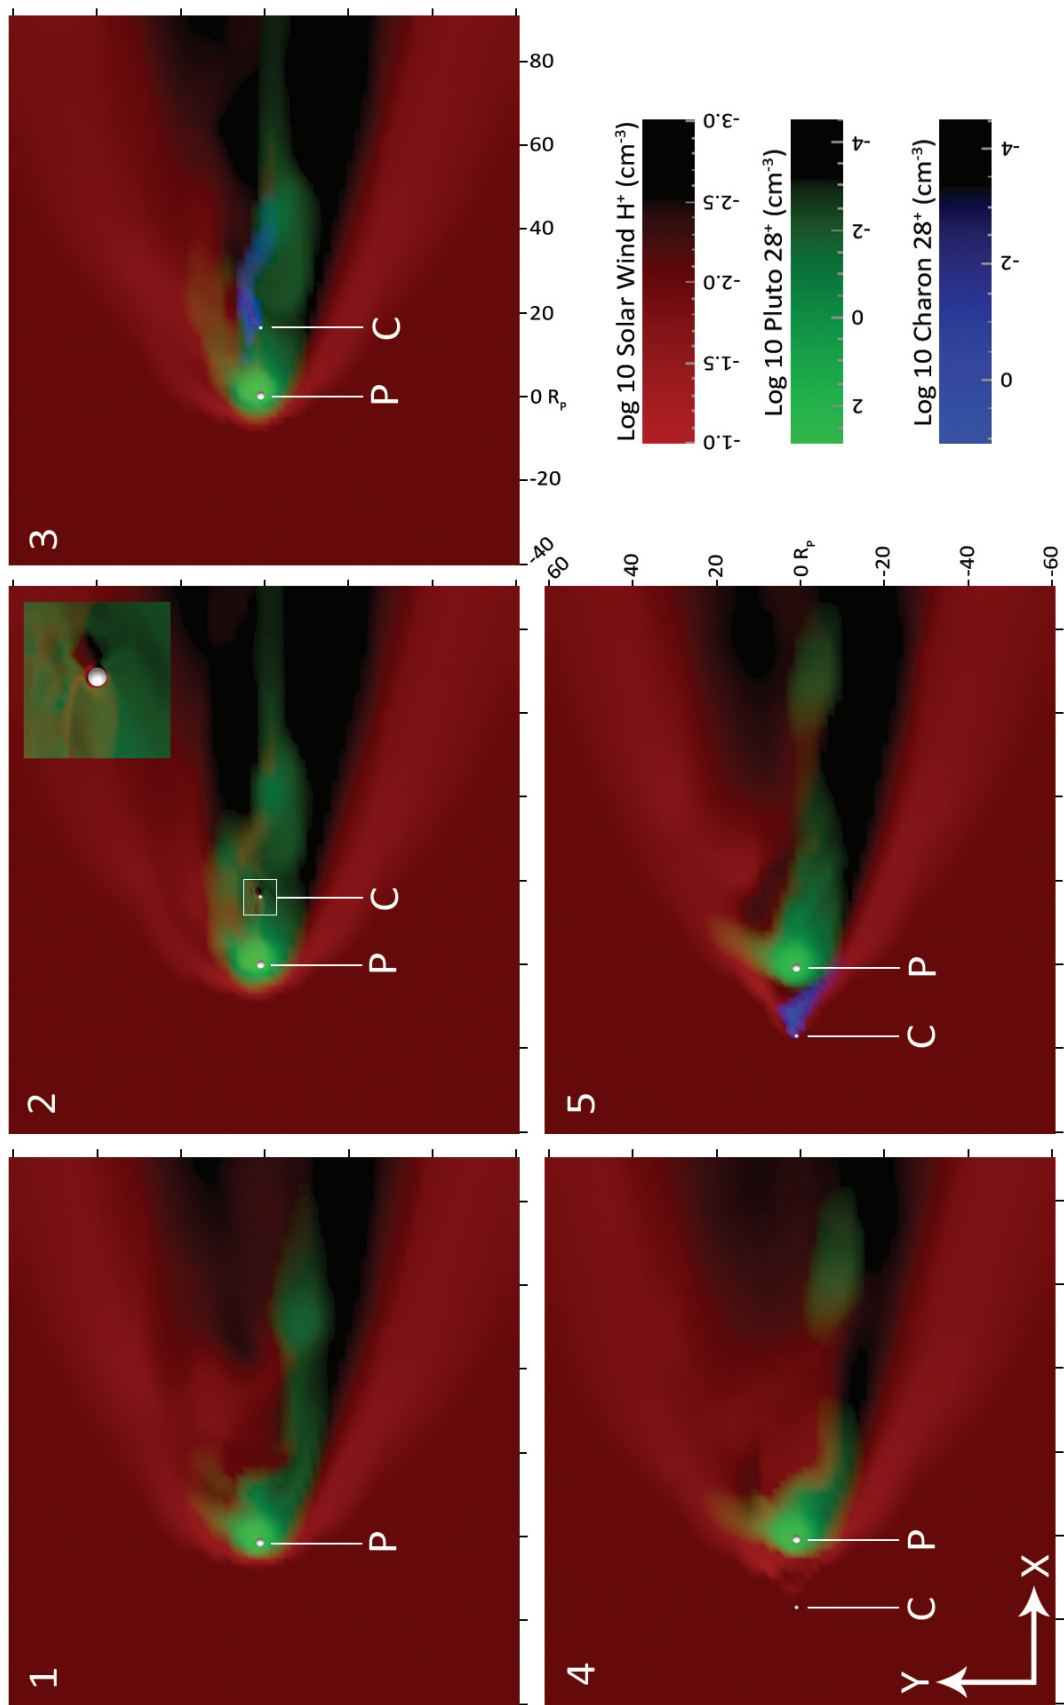 1
P
2
P
C
3
P
C
-40
-20
0 Rₚ
20
40
60
80
4
C
P
Y
X
5
C
P
60
40
20
0 Rₚ
-20
-40
-60
Log 10 Solar Wind H⁺ (cm⁻³)
-1.0 -1.5 -2.0 -2.5 -3.0
Log 10 Pluto 28⁺ (cm⁻³)
2 0 -2 -4
Log 10 Charon 28⁺ (cm⁻³)
0 -2 -4